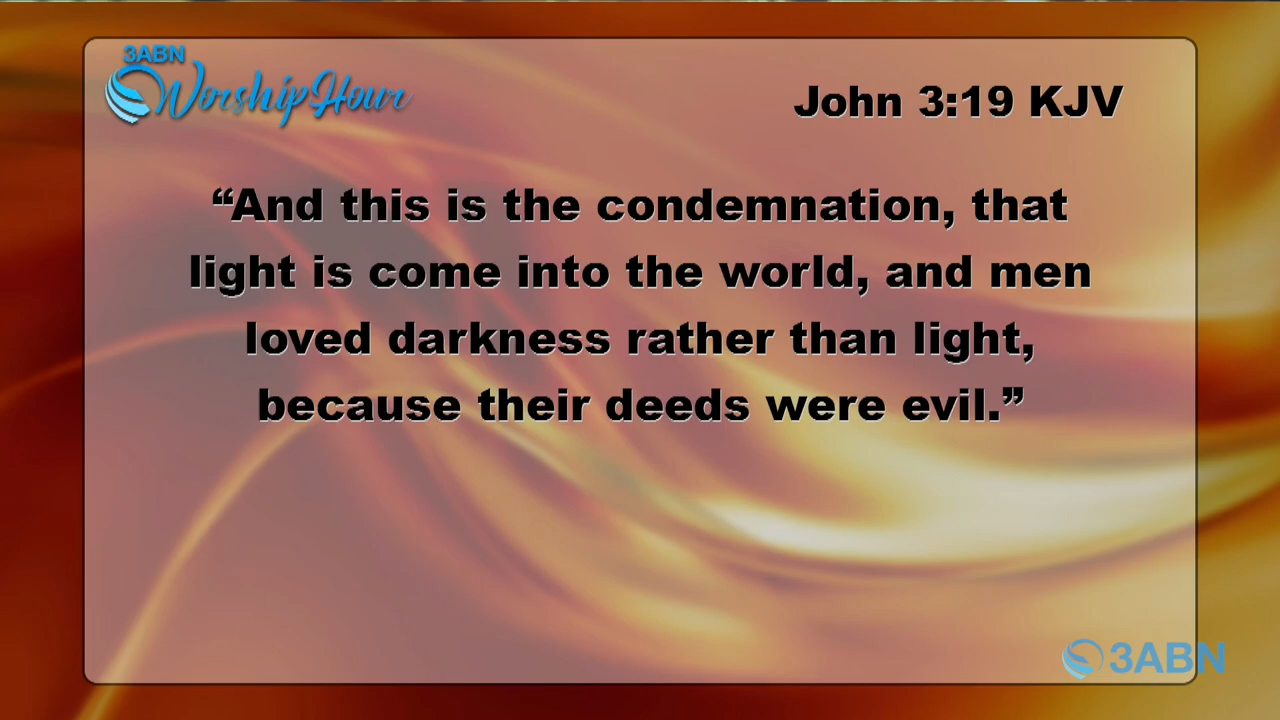 3ABN
Worship Hour
John 3:19 KJV
“And this is the condemnation, that
light is come into the world, and men
loved darkness rather than light,
because their deeds were evil.”
3ABN